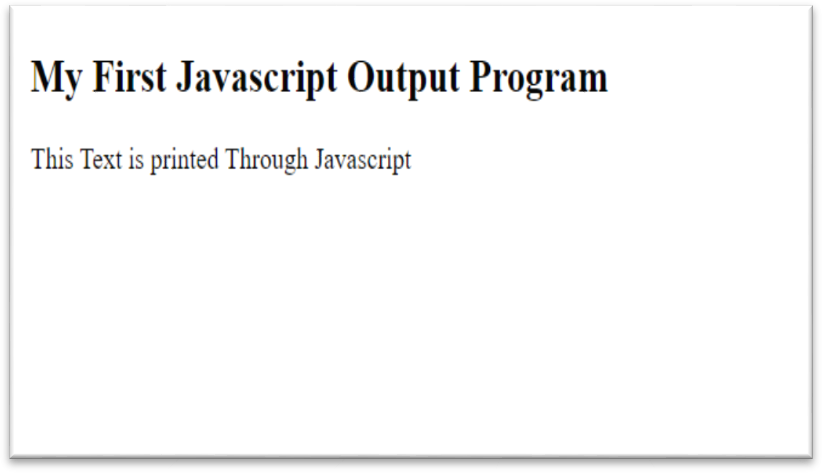 My First Javascript Output Program
This Text is printed Through Javascript